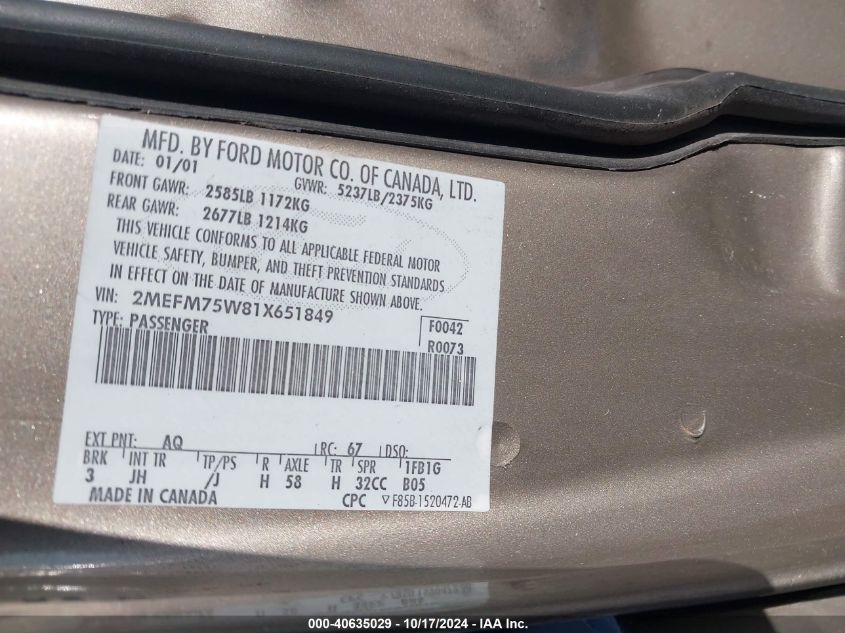 MFD. BY FORD MOTOR CO. OF CANADA, LTD.
DATE: 01/01 GVWR: 5237LB/2375KG
FRONT GAWR: 2585LB 1172KG
REAR GAWR: 2677LB 1214KG
THIS VEHICLE CONFORMS TO ALL APPLICABLE FEDERAL MOTOR
VEHICLE SAFETY, BUMPER, AND THEFT PREVENTION STANDARDS
IN EFFECT ON THE DATE OF MANUFACTURE SHOWN ABOVE.
VIN: 2MEFM75W81X651849
TYPE: PASSENGER
F0042
R0073
EXT PNT: AQ RC: 67 DSO:
BRK INT TR TP/PS R AXLE TR SPR 1FB1G
3 JH /J H 58 H 32CC B05
MADE IN CANADA CPC ▽ F85B-1520472-AB
000-40635029 - 10/17/2024 - IAA Inc.